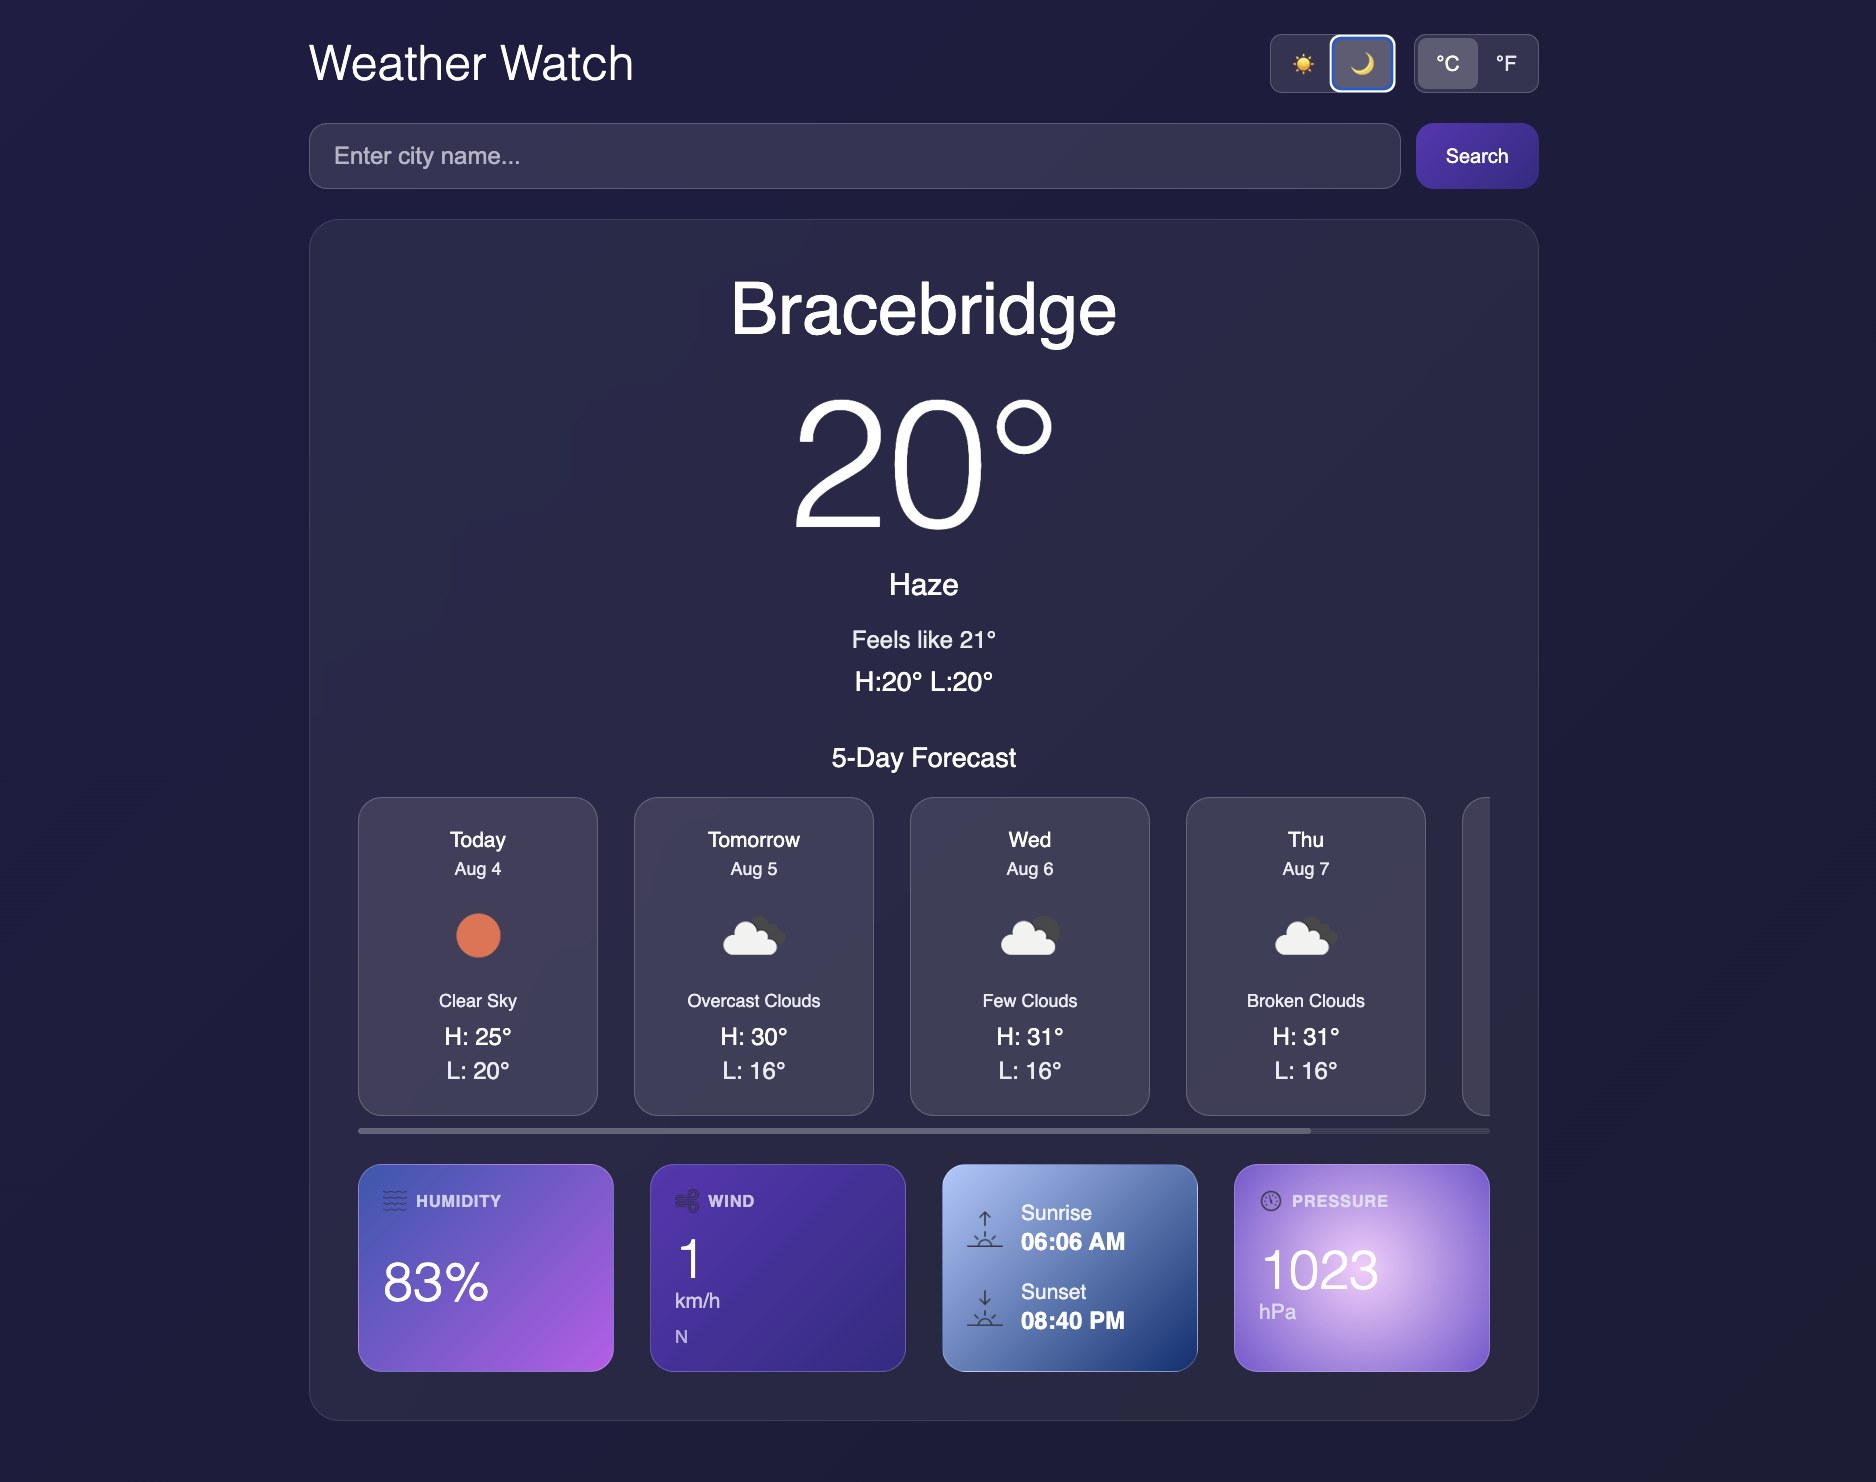 Weather Watch
°C °F
Enter city name...
Search
Bracebridge
20°
Haze
Feels like 21°
H:20° L:20°
5-Day Forecast
Today
Aug 4
Clear Sky
H: 25°
L: 20°
Tomorrow
Aug 5
Overcast Clouds
H: 30°
L: 16°
Wed
Aug 6
Few Clouds
H: 31°
L: 16°
Thu
Aug 7
Broken Clouds
H: 31°
L: 16°
HUMIDITY
83%
WIND
1
km/h
N
Sunrise
06:06 AM
Sunset
08:40 PM
PRESSURE
1023
hPa